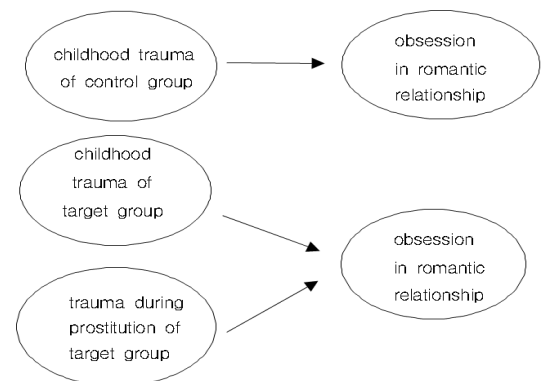 childhood trauma
of control group
obsession
in romantic
relationship
childhood
trauma of
target group
trauma during
prostitution of
target group
obsession
in romantic
relationship